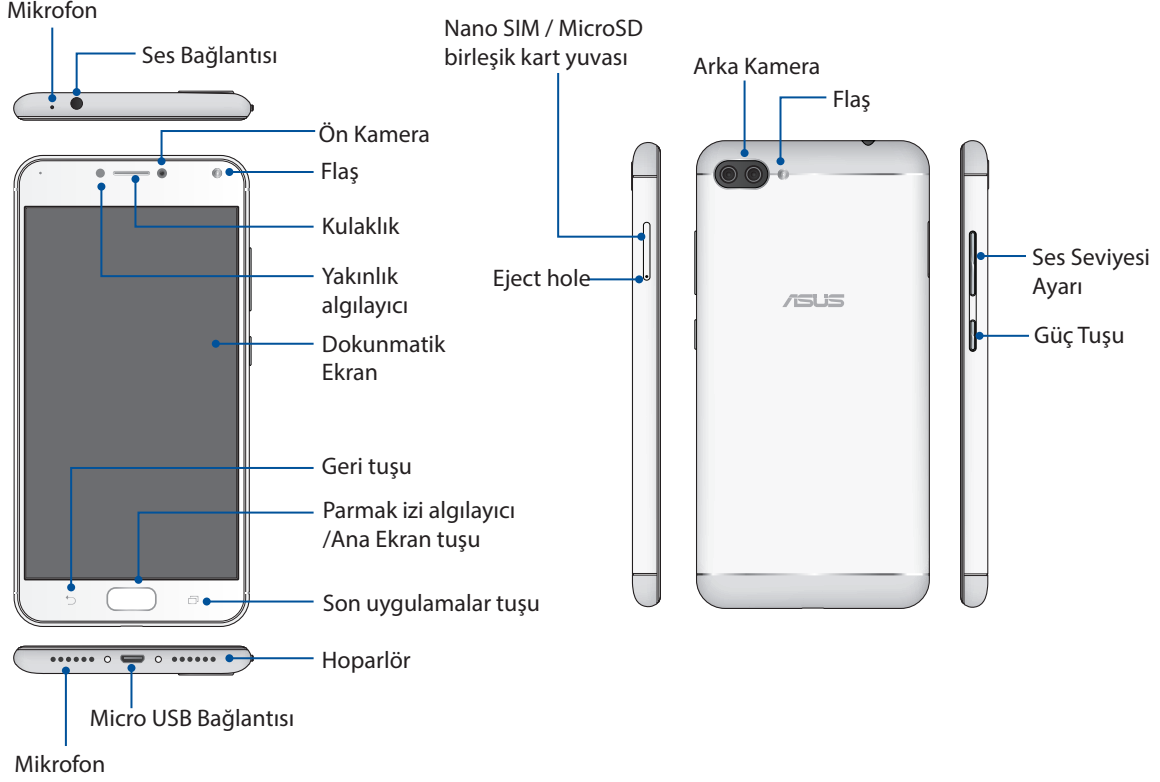 Mikrofon
Ses Bağlantısı
Ön Kamera
Flaş
Kulaklık
Yakınlık
algılayıcı
Dokunmatik
Ekran
Geri tuşu
Parmak izi algılayıcı
/Ana Ekran tuşu
Son uygulamalar tuşu
Hoparlör
Micro USB Bağlantısı
Mikrofon
Nano SIM / MicroSD
birleşik kart yuvası
Eject hole
Arka Kamera
Flaş
ASUS
Ses Seviyesi
Ayarı
Güç Tuşu